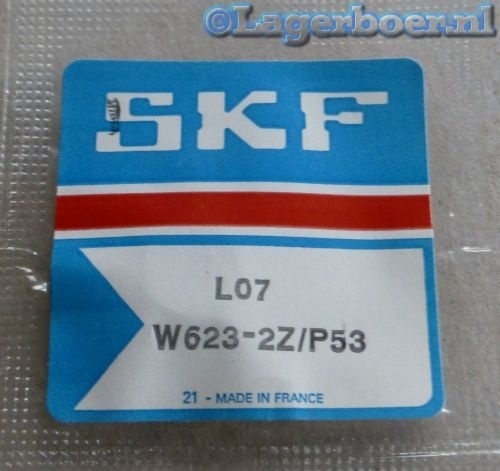 ©Lagerboer.nl
SKF
L07
W623-2Z/P53
21 - MADE IN FRANCE